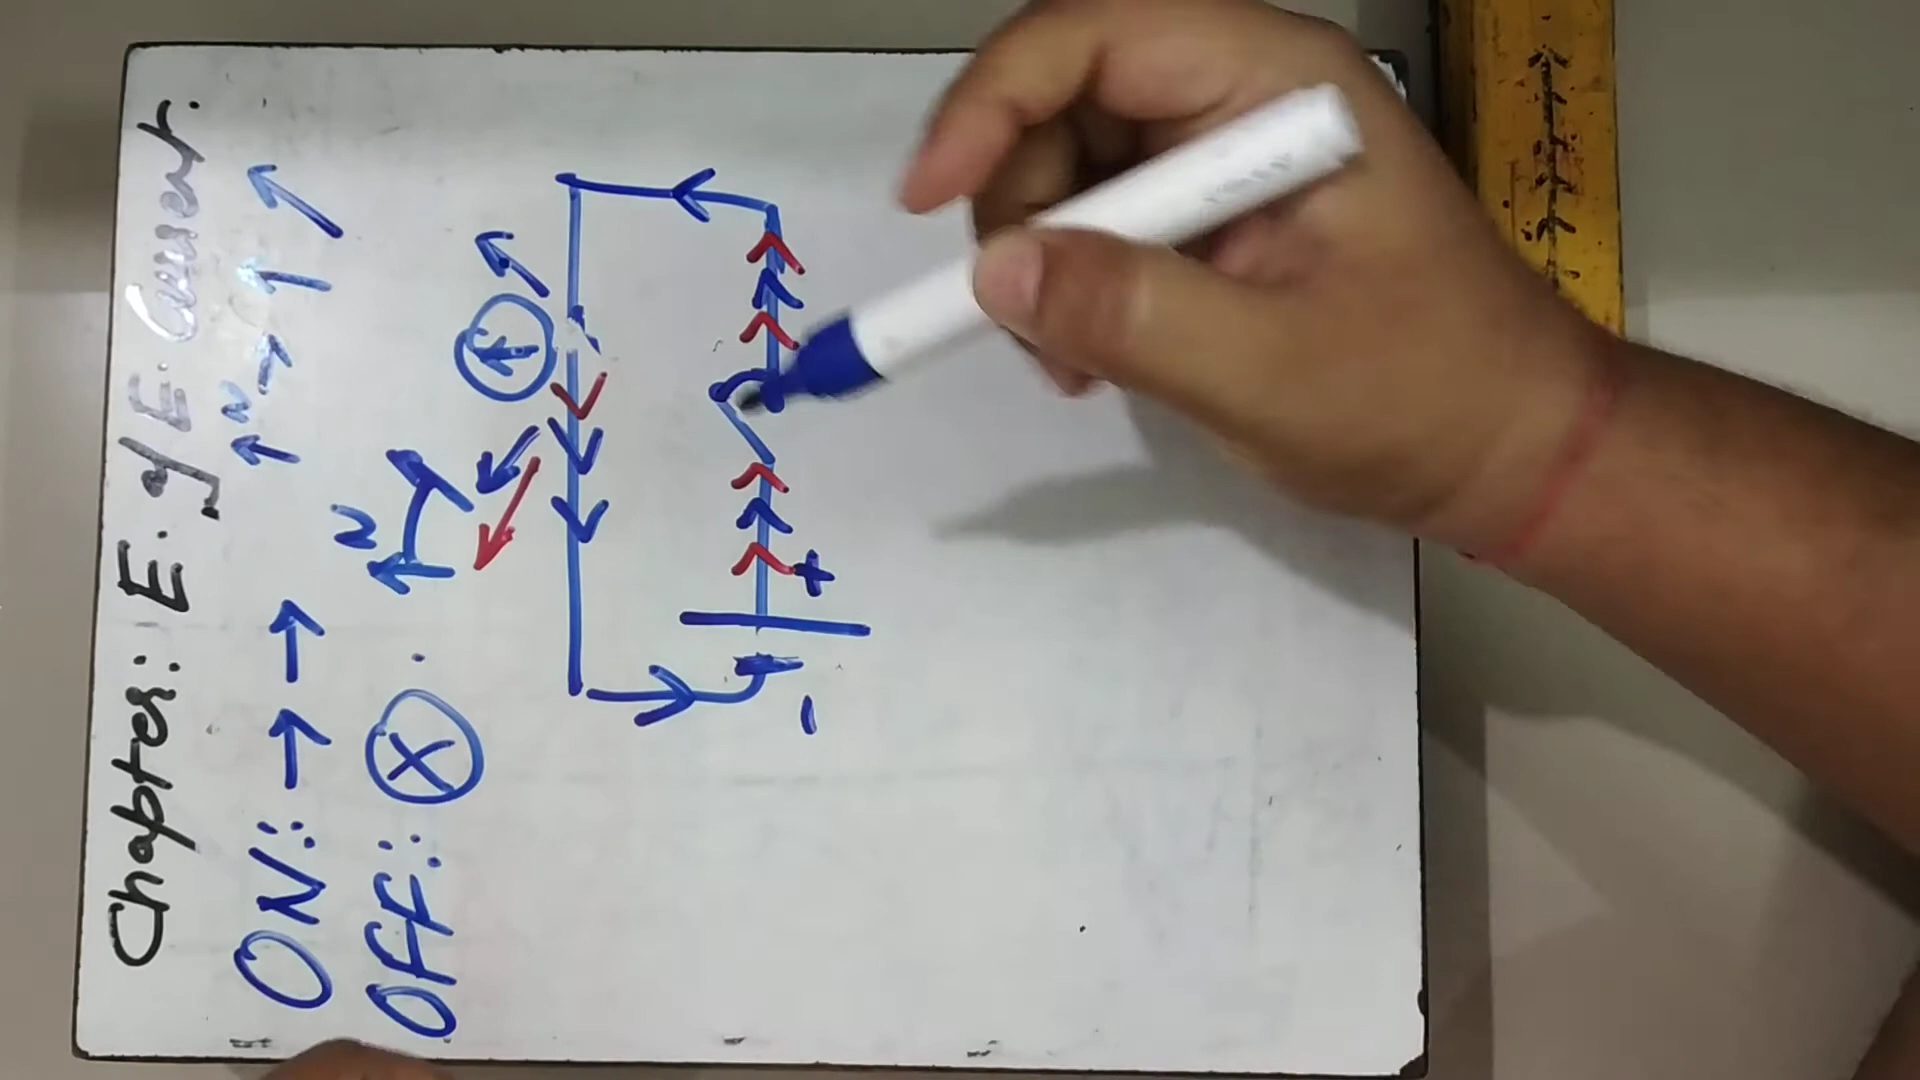 Chapter: E. of E. Current.
ON: → → ↑N → ↑ ↑
OFF: ⊗ .
N
- +